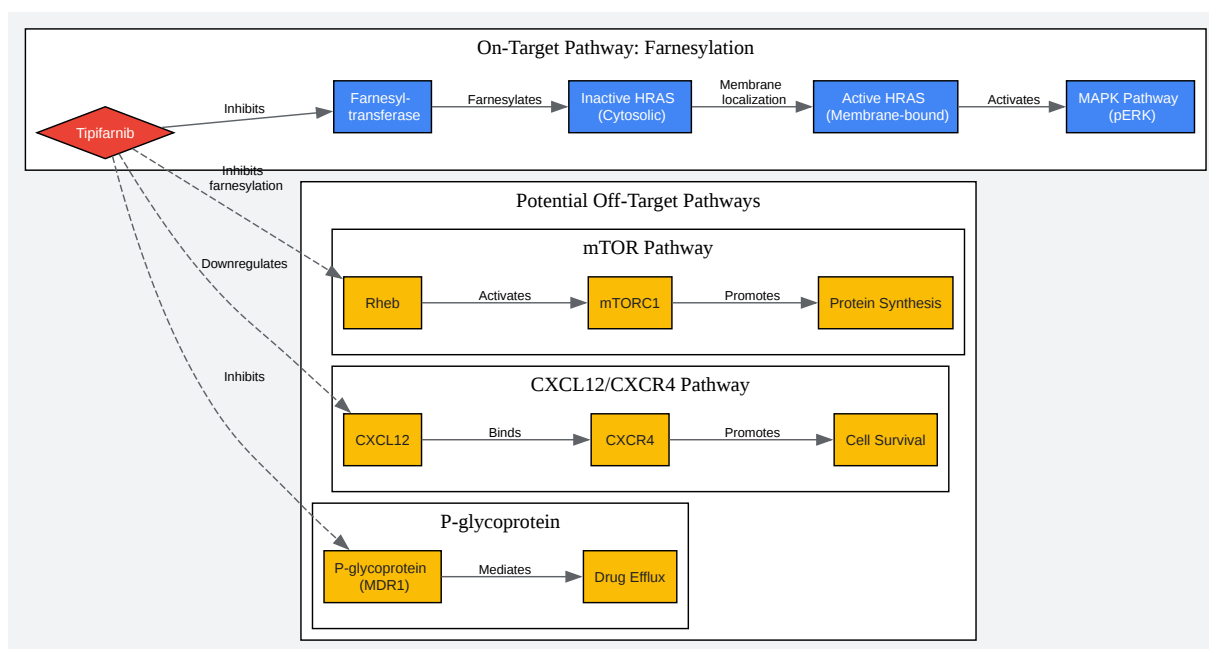 On-Target Pathway: Farnesylation
Tipifarnib
Inhibits
Farnesyl-
transferase
Farnesylates
Inactive HRAS
(Cytosolic)
Membrane
localization
Active HRAS
(Membrane-bound)
Activates
MAPK Pathway
(pERK)
Inhibits
farnesylation
Downregulates
Inhibits
Potential Off-Target Pathways
mTOR Pathway
Rheb
Activates
mTORC1
Promotes
Protein Synthesis
CXCL12/CXCR4 Pathway
CXCL12
Binds
CXCR4
Promotes
Cell Survival
P-glycoprotein
P-glycoprotein
(MDR1)
Mediates
Drug Efflux